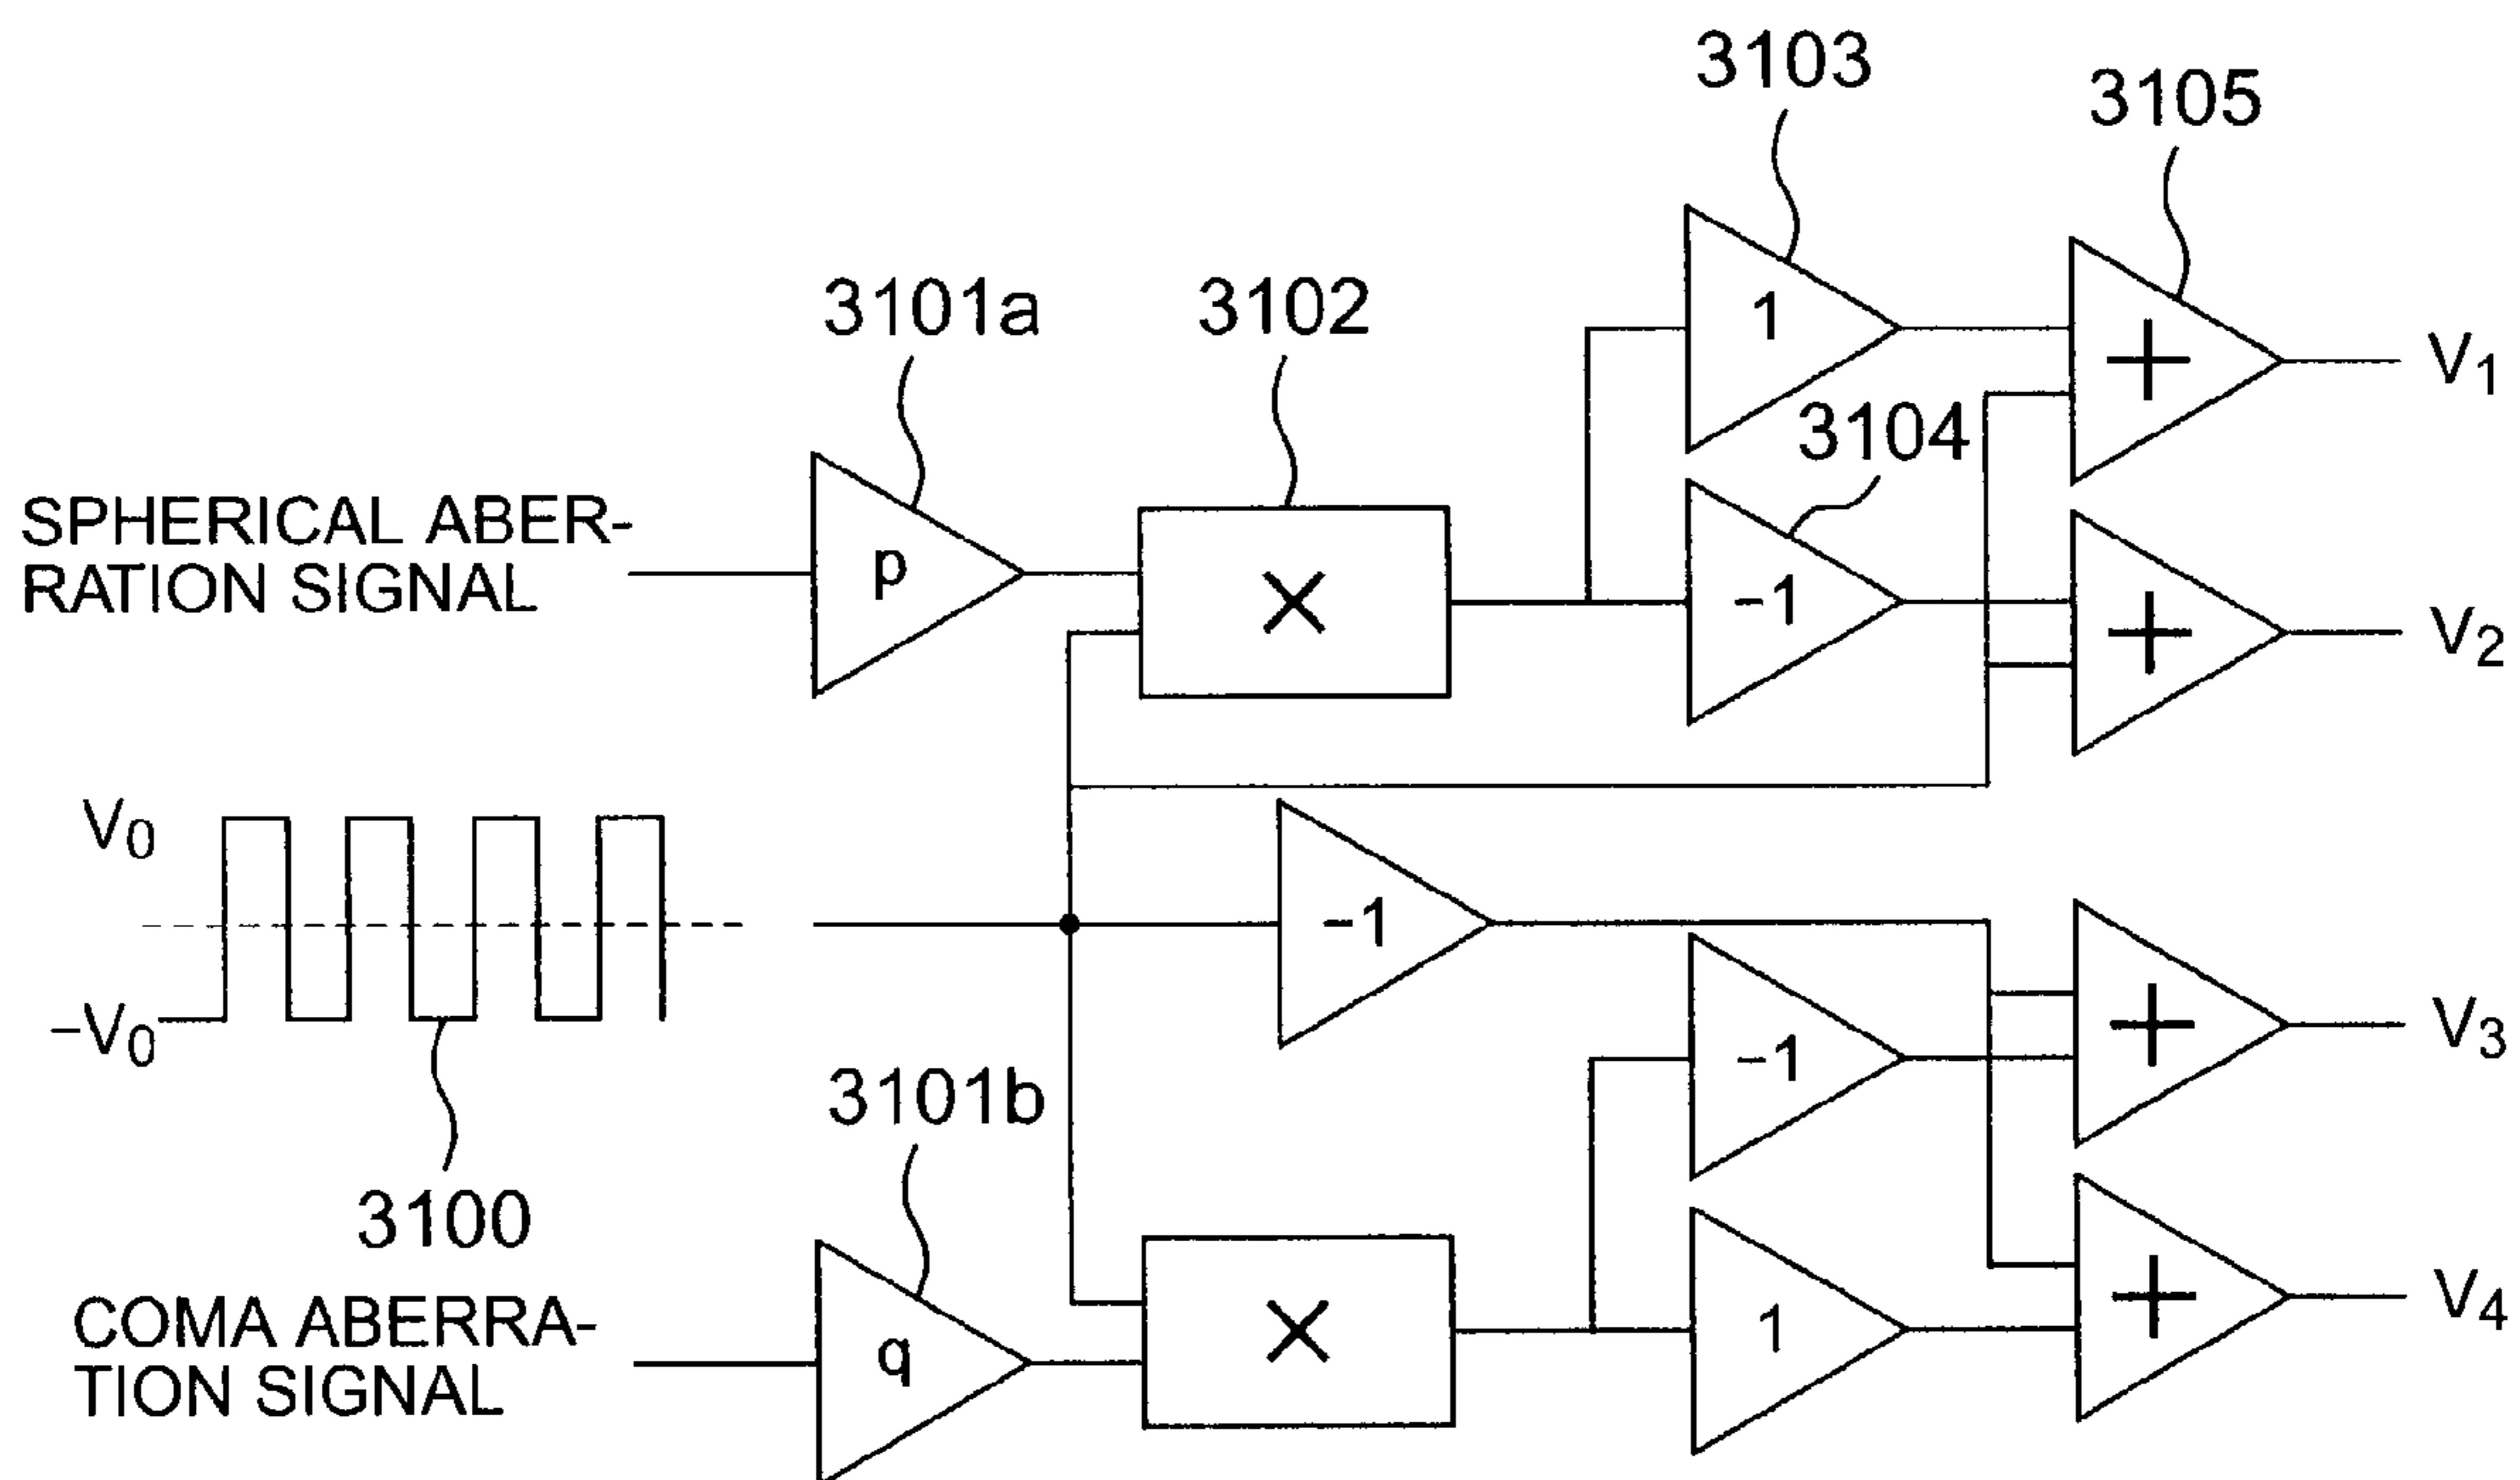 3103
3105
3101a
3102
1
+
V1
3104
SPHERICAL ABER-
RATION SIGNAL
p
×
-1
+
V2
V0
-V0
3100
-1
-1
+
V3
3101b
COMA ABERRA-
TION SIGNAL
q
×
1
+
V4